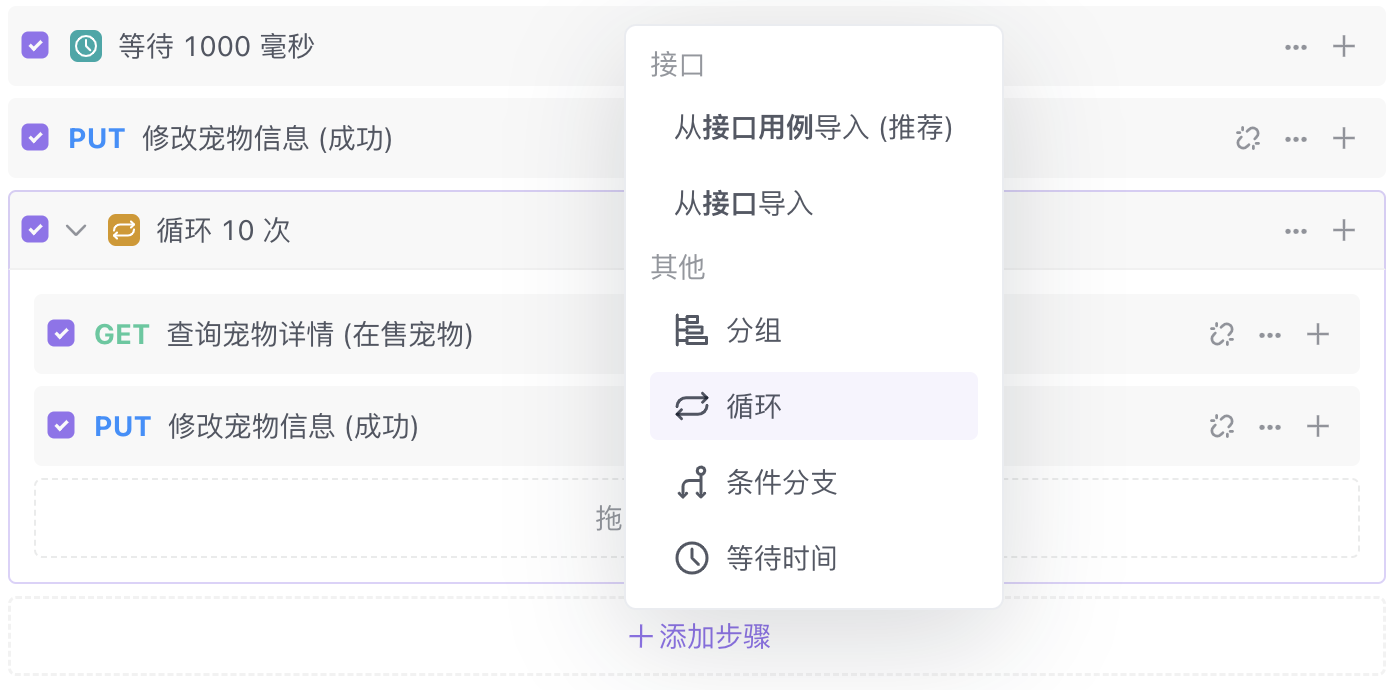 等待 1000 毫秒
PUT 修改宠物信息 (成功)
循环 10 次
GET 查询宠物详情 (在售宠物)
PUT 修改宠物信息 (成功)
拖
添加步骤
接口
从接口用例导入 (推荐)
从接口导入
其他
分组
循环
条件分支
等待时间